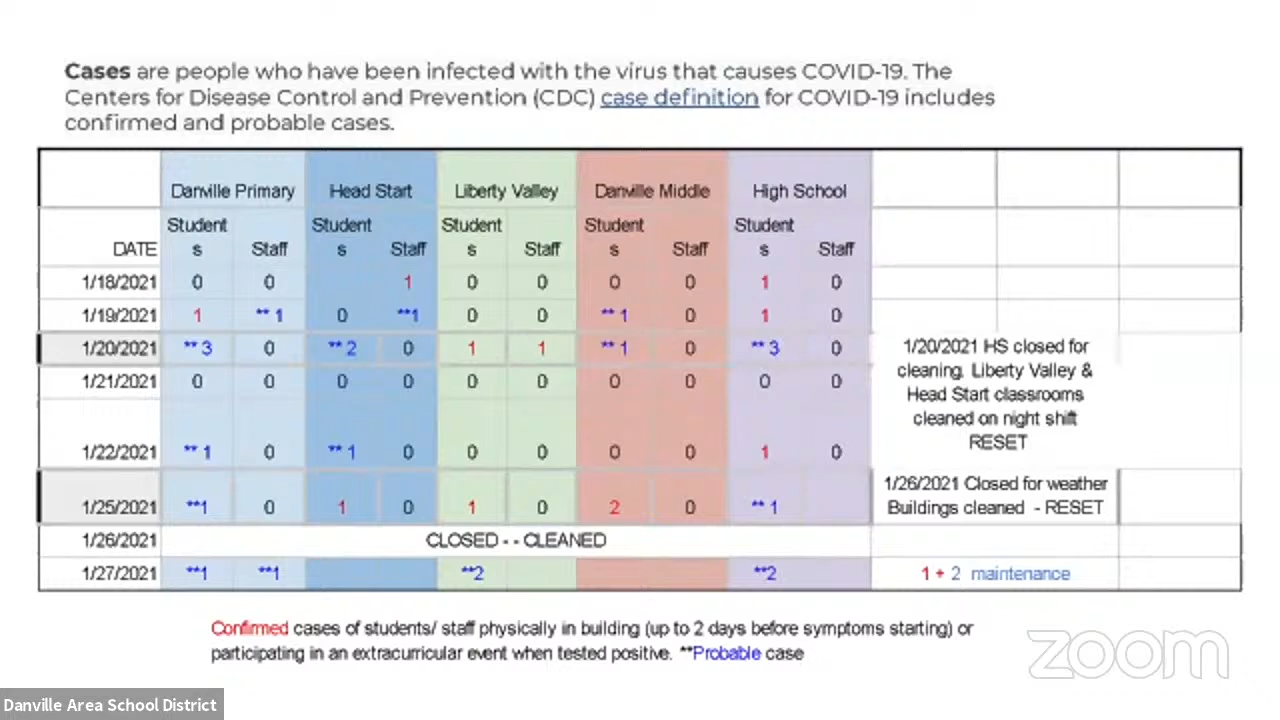 Cases are people who have been infected with the virus that causes COVID-19. The
Centers for Disease Control and Prevention (CDC) case definition for COVID-19 includes
confirmed and probable cases.
Danville Primary Head Start Liberty Valley Danville Middle High School
DATE Student s Staff Student s Staff Student s Staff Student s Staff Student s Staff
1/18/2021 0 0 1 0 0 0 0 1 0
1/19/2021 1 ** 1 0 **1 0 0 ** 1 0 1 0
1/20/2021 ** 3 0 ** 2 0 1 1 ** 1 0 ** 3 0
1/20/2021 HS closed for
cleaning. Liberty Valley &
Head Start classrooms
cleaned on night shift
RESET
1/21/2021 0 0 0 0 0 0 0 0 0 0
1/22/2021 ** 1 0 ** 1 0 0 0 0 0 1 0
1/25/2021 **1 0 1 0 1 0 2 0 ** 1
1/26/2021 Closed for weather
Buildings cleaned - RESET
1/26/2021 CLOSED - - CLEANED
1/27/2021 **1 **1 **2 **2 1 + 2 maintenance
Confirmed cases of students/ staff physically in building (up to 2 days before symptoms starting) or
participating in an extracurricular event when tested positive. **Probable case
zoom
Danville Area School District